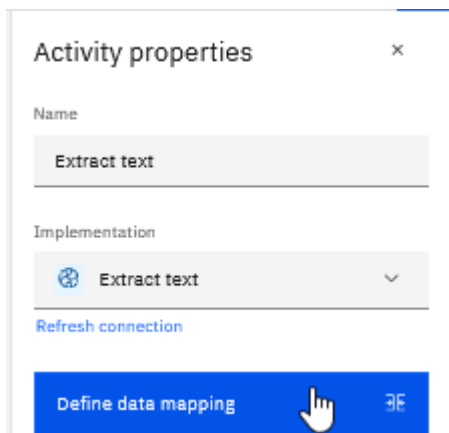 Activity properties
Name
Extract text
Implementation
Extract text
Refresh connection
Define data mapping